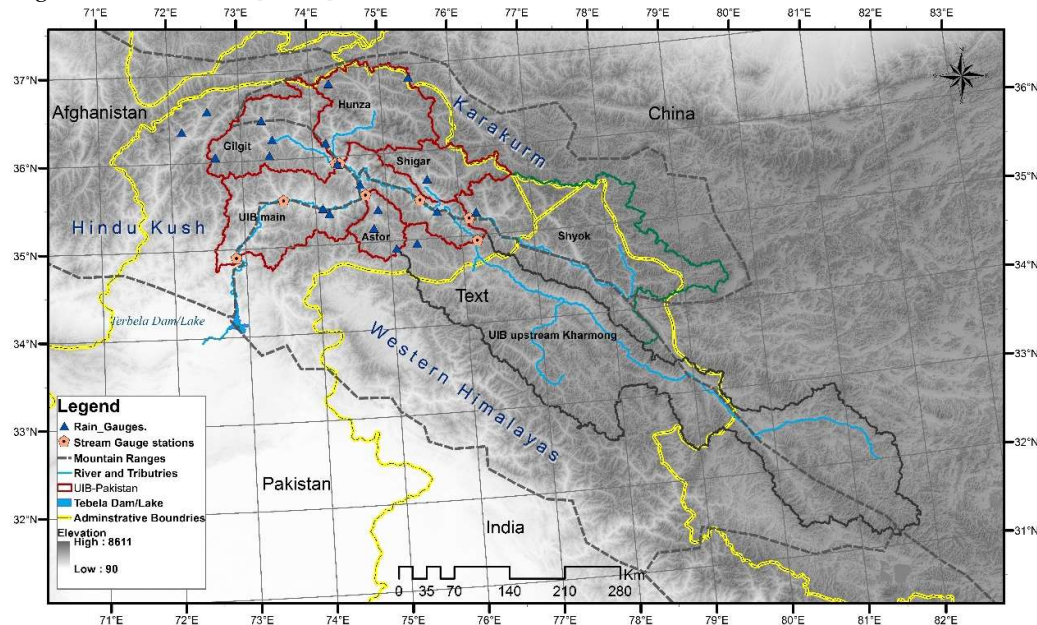 71°E 72°E 73°E 74°E 75°E 76°E 77°E 78°E 79°E 80°E 81°E 82°E 83°E
37°N
36°N
35°N
34°N
33°N
32°N
36°N
35°N
34°N
33°N
32°N
31°N
Afghanistan
Hunza
Karakurm
China
Gilgit
Shigar
UIB main
Hindu Kush
Astor
Shyok
Text
Terbela Dam/Lake
UIB upstream Kharmong
Western Himalayas
Pakistan
India
Legend
Rain_Gauges.
Stream Gauge stations
Mountain Ranges
River and Tributries
UIB-Pakistan
Tebela Dam/Lake
Adminstrative Boundries
Elevation
High : 8611
Low : 90
Km
0 35 70 140 210 280
71°E 72°E 73°E 74°E 75°E 76°E 77°E 78°E 79°E 80°E 81°E 82°E